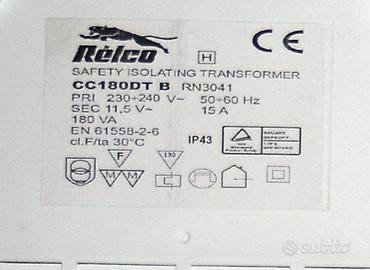 Rélco
H
CE
SAFETY ISOLATING TRANSFORMER
CC180DT B RN3041
PRI 230÷240 V~ 50÷60 Hz
SEC 11,5 V~ 15 A
180 VA
EN 61558-2-6
cl.F/ta 30°C
IP43
F
130
M M
subito